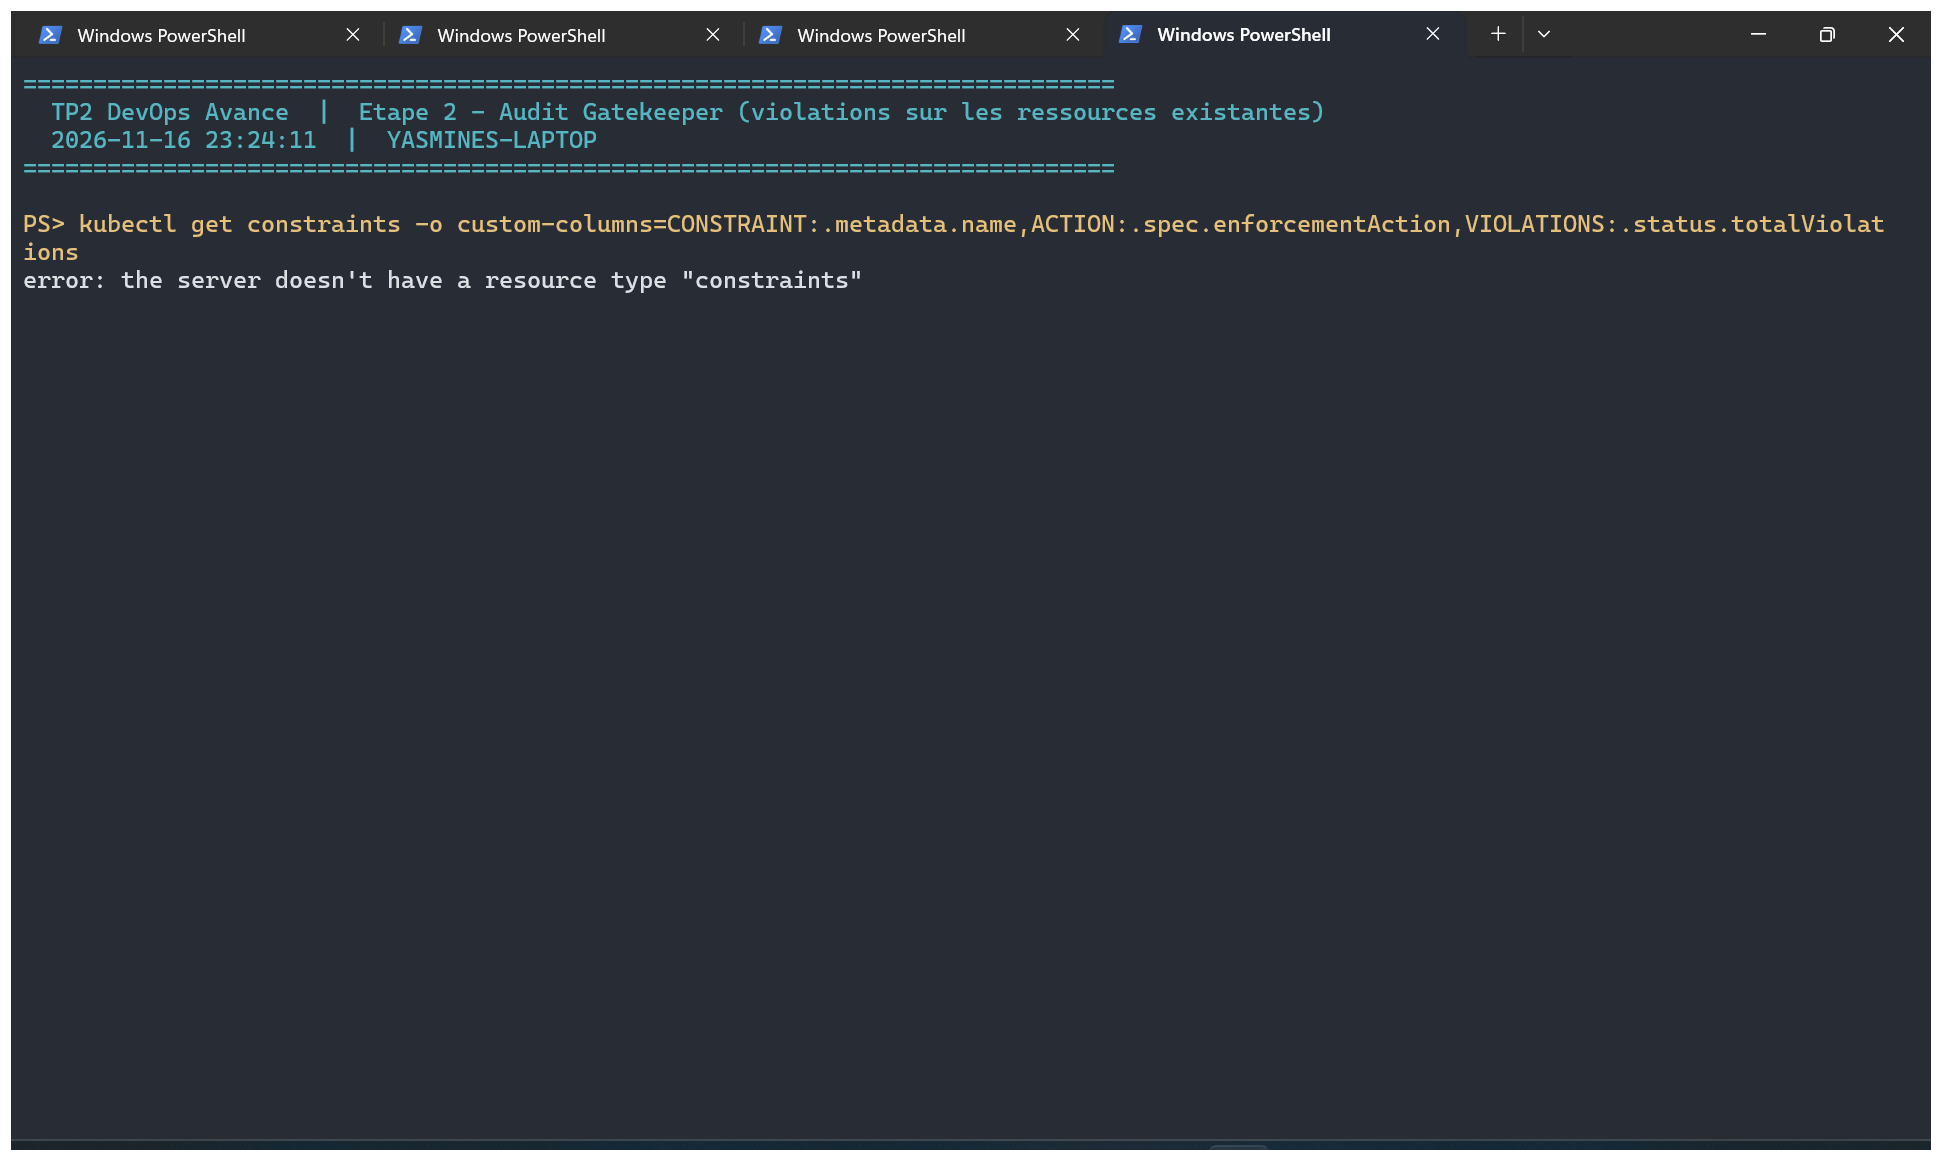 Windows PowerShell
Windows PowerShell
Windows PowerShell
Windows PowerShell
==============================================================================
TP2 DevOps Avance | Etape 2 - Audit Gatekeeper (violations sur les ressources existantes)
2026-11-16 23:24:11 | YASMINES-LAPTOP
==============================================================================
PS> kubectl get constraints -o custom-columns=CONSTRAINT:.metadata.name,ACTION:.spec.enforcementAction,VIOLATIONS:.status.totalViolat
ions
error: the server doesn't have a resource type "constraints"